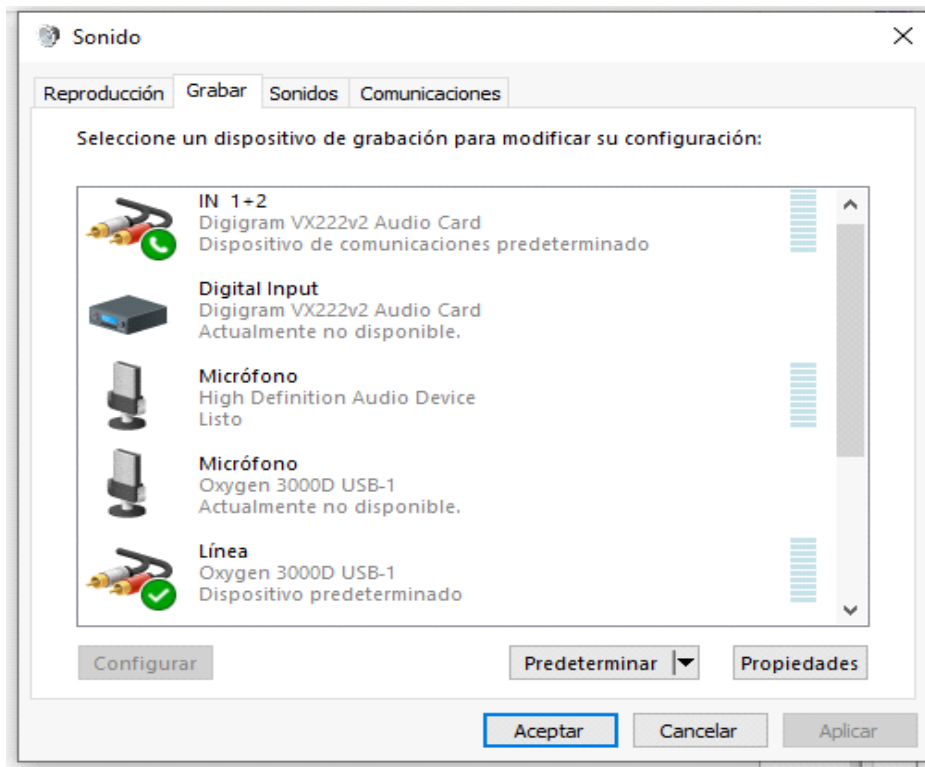 Sonido
Reproducción Grabar Sonidos Comunicaciones
Seleccione un dispositivo de grabación para modificar su configuración:
IN 1+2
Digigram VX222v2 Audio Card
Dispositivo de comunicaciones predeterminado
Digital Input
Digigram VX222v2 Audio Card
Actualmente no disponible.
Micrófono
High Definition Audio Device
Listo
Micrófono
Oxygen 3000D USB-1
Actualmente no disponible.
Línea
Oxygen 3000D USB-1
Dispositivo predeterminado
Configurar Predeterminar Propiedades
Aceptar Cancelar Aplicar